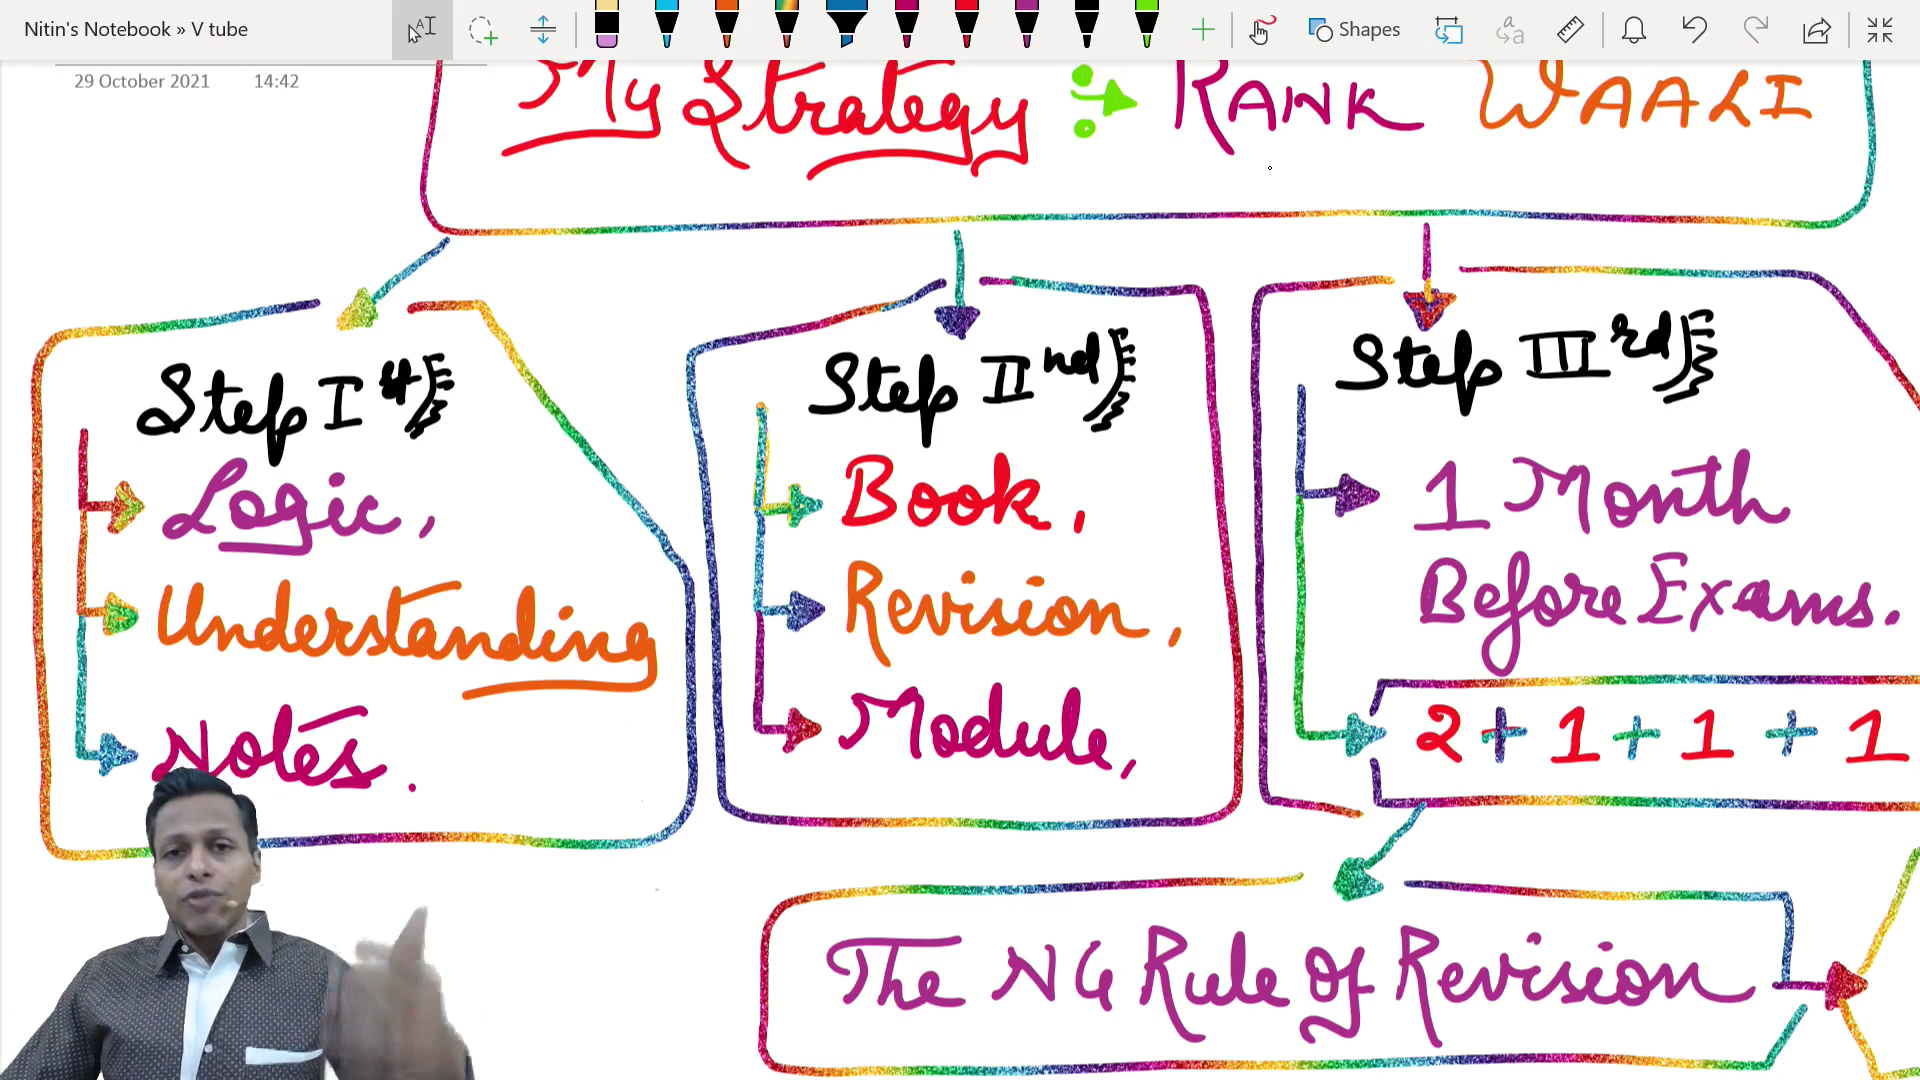 Nitin's Notebook » V tube
Shapes
29 October 2021 14:42
My Strategy : RANK WAALI
Step I st
Logic,
Understanding
Notes.
Step II nd
Book,
Revision,
Module,
Step III rd
1 Month
Before Exams.
2 + 1 + 1 + 1
The NG Rule of Revision